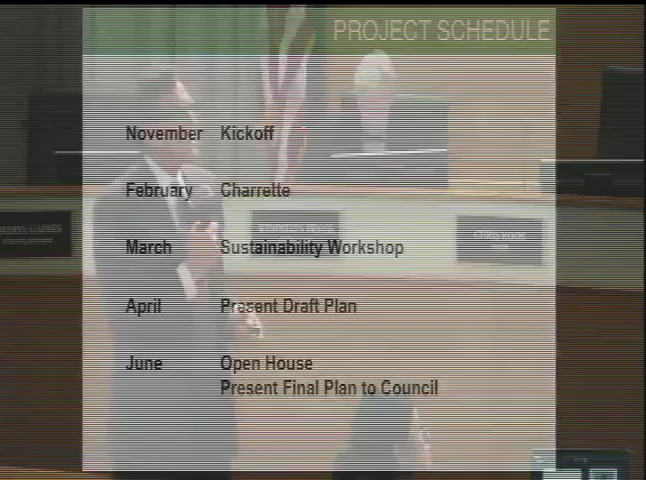 PROJECT SCHEDULE
November Kickoff
February Charrette
March Sustainability Workshop
April Present Draft Plan
June Open House
Present Final Plan to Council